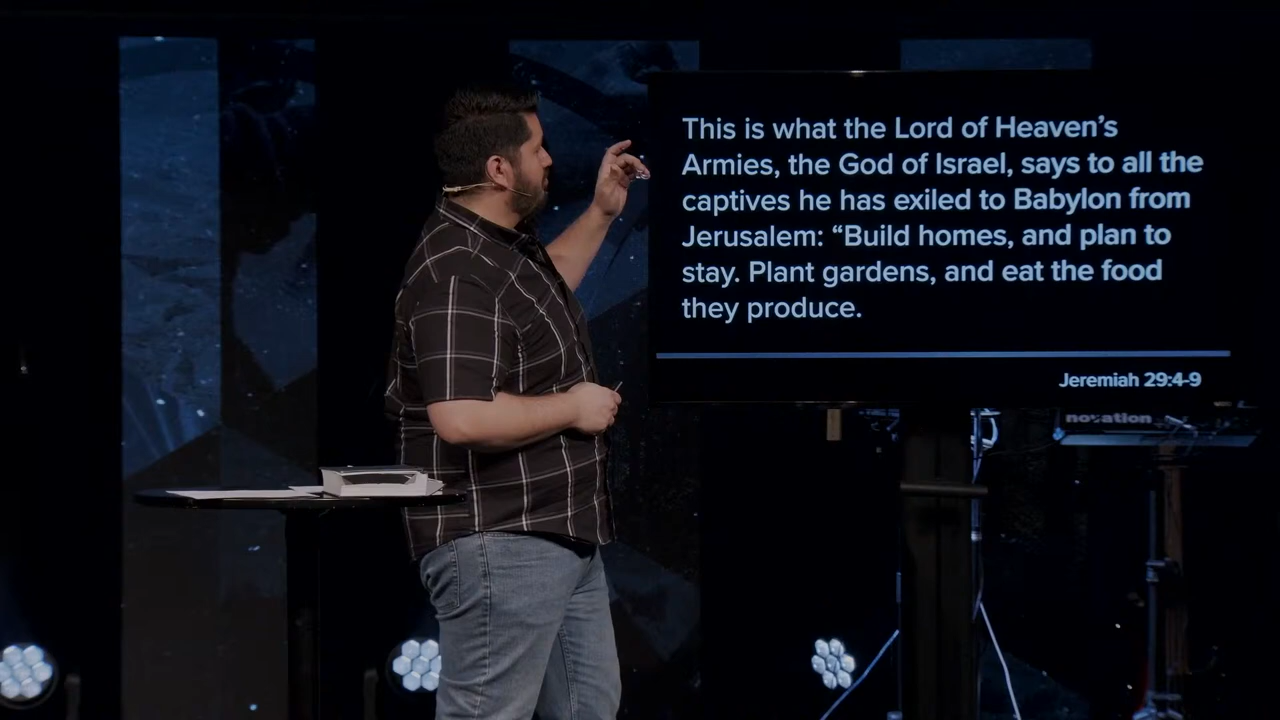 This is what the Lord of Heaven’s
Armies, the God of Israel, says to all the
captives he has exiled to Babylon from
Jerusalem: “Build homes, and plan to
stay. Plant gardens, and eat the food
they produce.
Jeremiah 29:4-9
novation